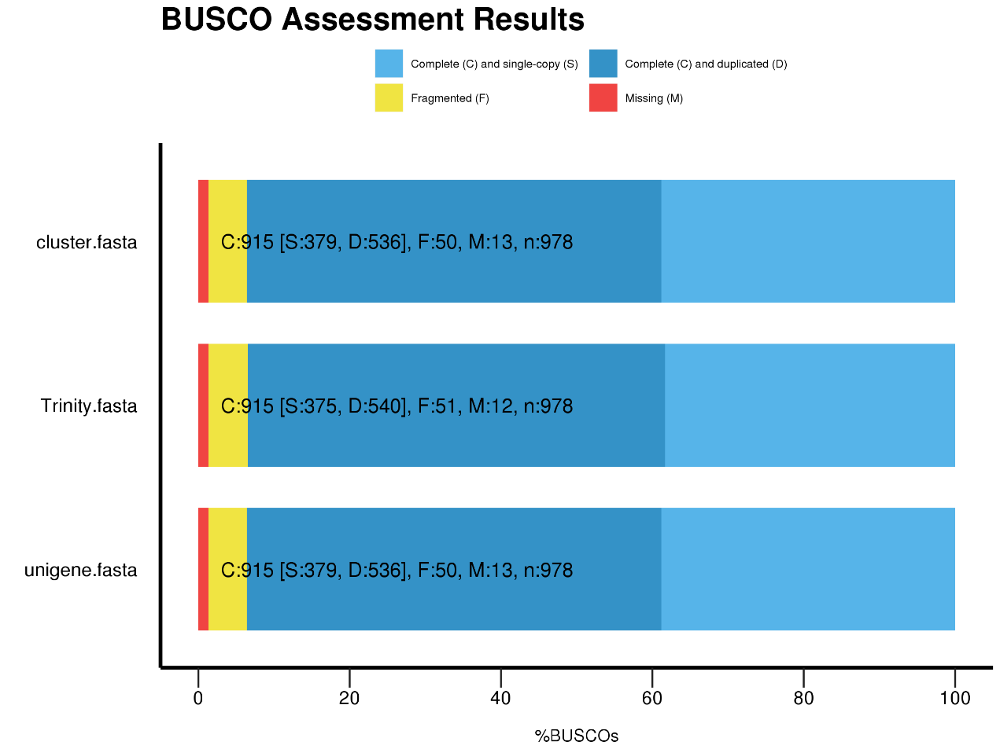 BUSCO Assessment Results
Complete (C) and single-copy (S)
Complete (C) and duplicated (D)
Fragmented (F)
Missing (M)
cluster.fasta
C:915 [S:379, D:536], F:50, M:13, n:978
Trinity.fasta
C:915 [S:375, D:540], F:51, M:12, n:978
unigene.fasta
C:915 [S:379, D:536], F:50, M:13, n:978
0 20 40 60 80 100
%BUSCOs